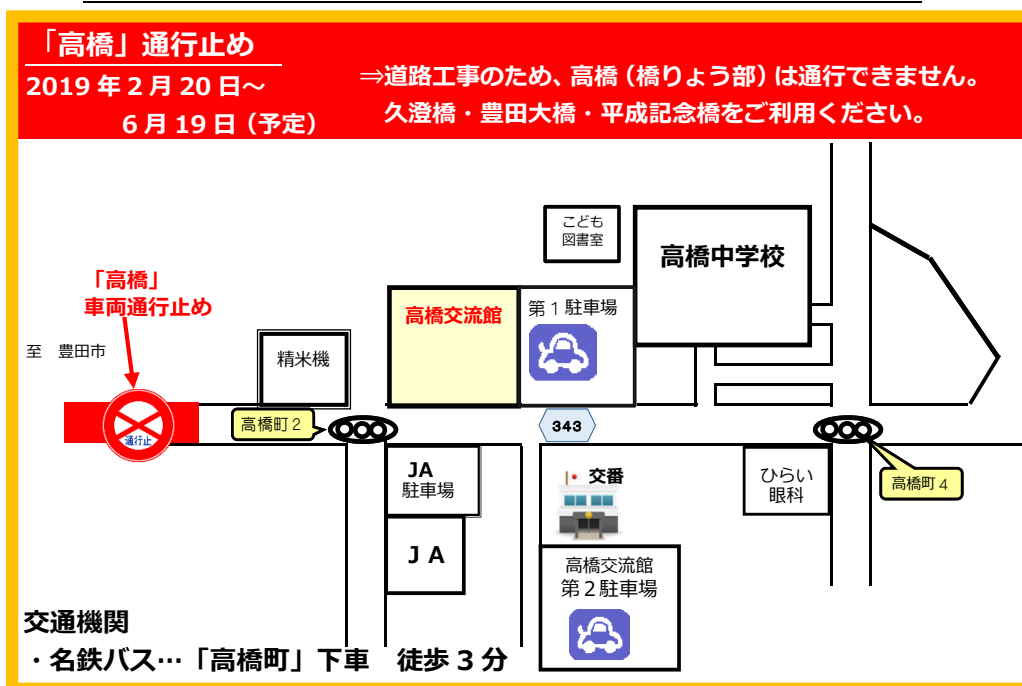 「高橋」通行止め
2019年2月20日～
6月19日（予定）
⇒道路工事のため、高橋（橋りょう部）は通行できません。
久澄橋・豊田大橋・平成記念橋をご利用ください。
こども
図書室
高橋中学校
「高橋」
車両通行止め
高橋交流館
第１駐車場
至　豊田市
精米機
通行止
高橋町２
343
高橋町４
JA
駐車場
交番
ひらい
眼科
ＪＡ
高橋交流館
第２駐車場
交通機関
・名鉄バス…「高橋町」下車　徒歩３分